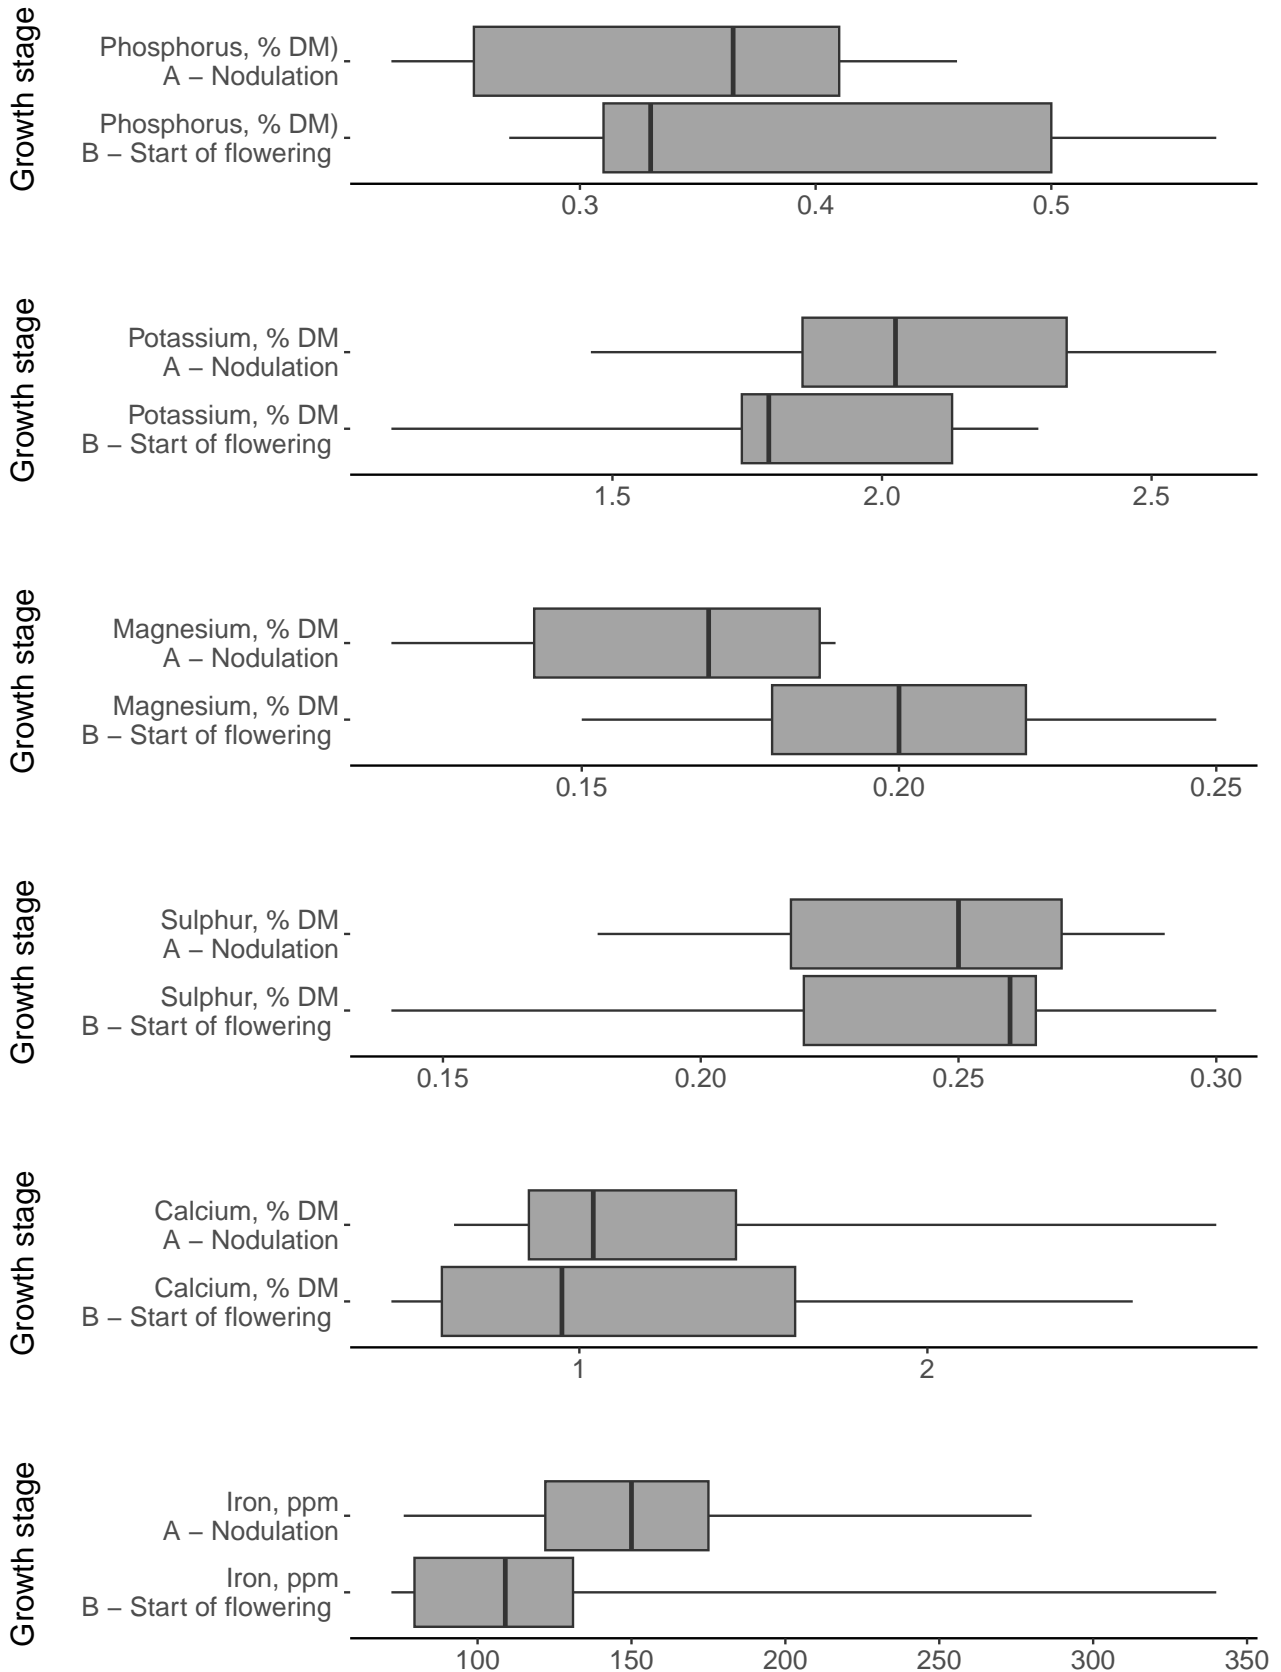 Growth stage
Phosphorus, % DM)
A – Nodulation
Phosphorus, % DM)
B – Start of flowering
0.3 0.4 0.5
Growth stage
Potassium, % DM
A – Nodulation
Potassium, % DM
B – Start of flowering
1.5 2.0 2.5
Growth stage
Magnesium, % DM
A – Nodulation
Magnesium, % DM
B – Start of flowering
0.15 0.20 0.25
Growth stage
Sulphur, % DM
A – Nodulation
Sulphur, % DM
B – Start of flowering
0.15 0.20 0.25 0.30
Growth stage
Calcium, % DM
A – Nodulation
Calcium, % DM
B – Start of flowering
1 2
Growth stage
Iron, ppm
A – Nodulation
Iron, ppm
B – Start of flowering
100 150 200 250 300 350